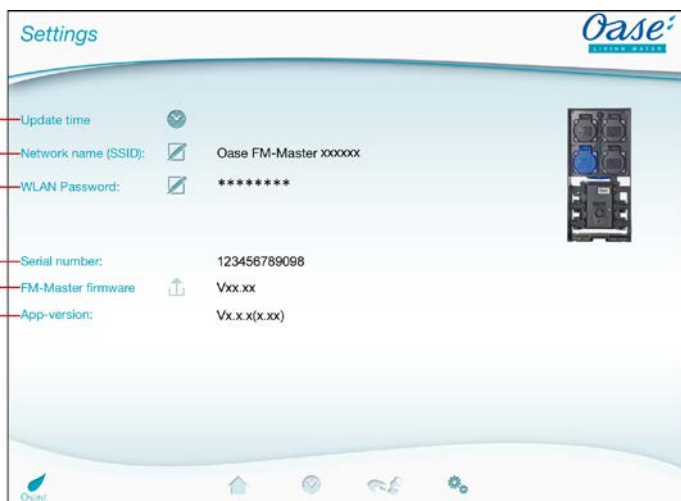 Settings
Oase
LIVING WATER
Update time
Network name (SSID): Oase FM-Master xxxxxx
WLAN Password: ********
Serial number: 123456789098
FM-Master firmware Vxx.xx
App-version: Vx.x.x(x.xx)